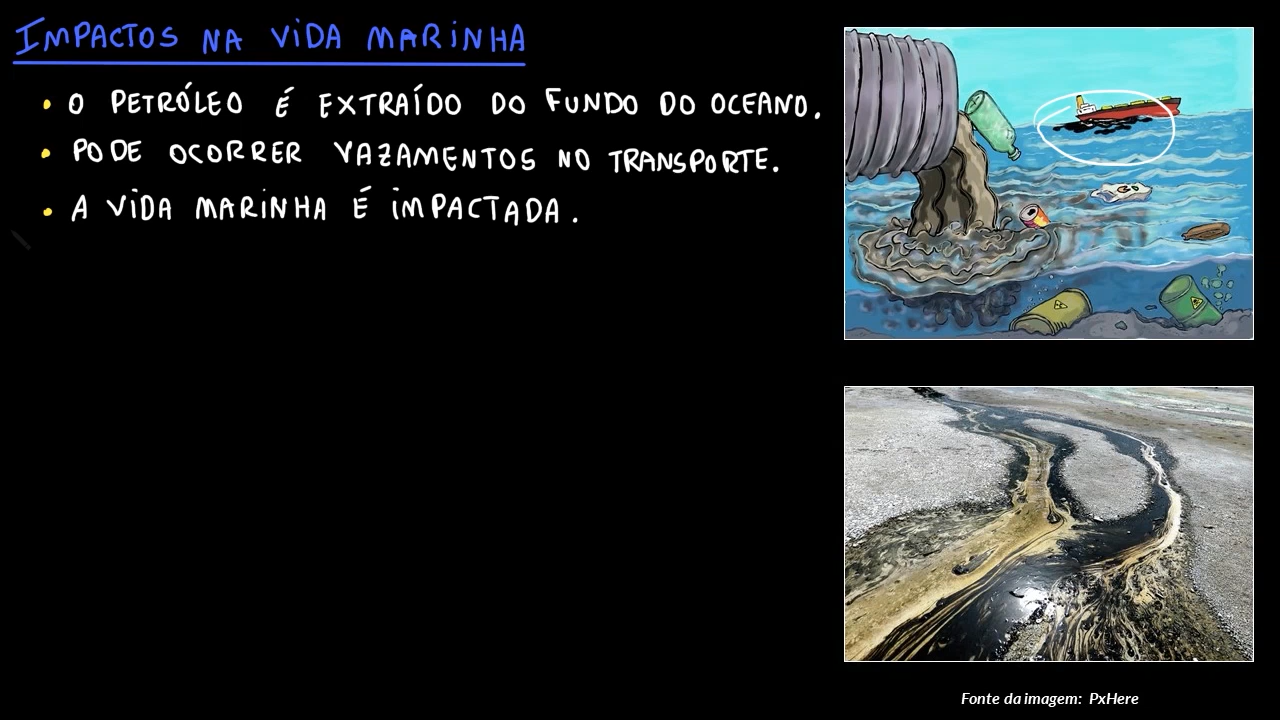 IMPACTOS NA VIDA MARINHA
• O PETRÓLEO É EXTRAÍDO DO FUNDO DO OCEANO.
• PODE OCORRER VAZAMENTOS NO TRANSPORTE.
• A VIDA MARINHA É IMPACTADA.
Fonte da imagem: PxHere